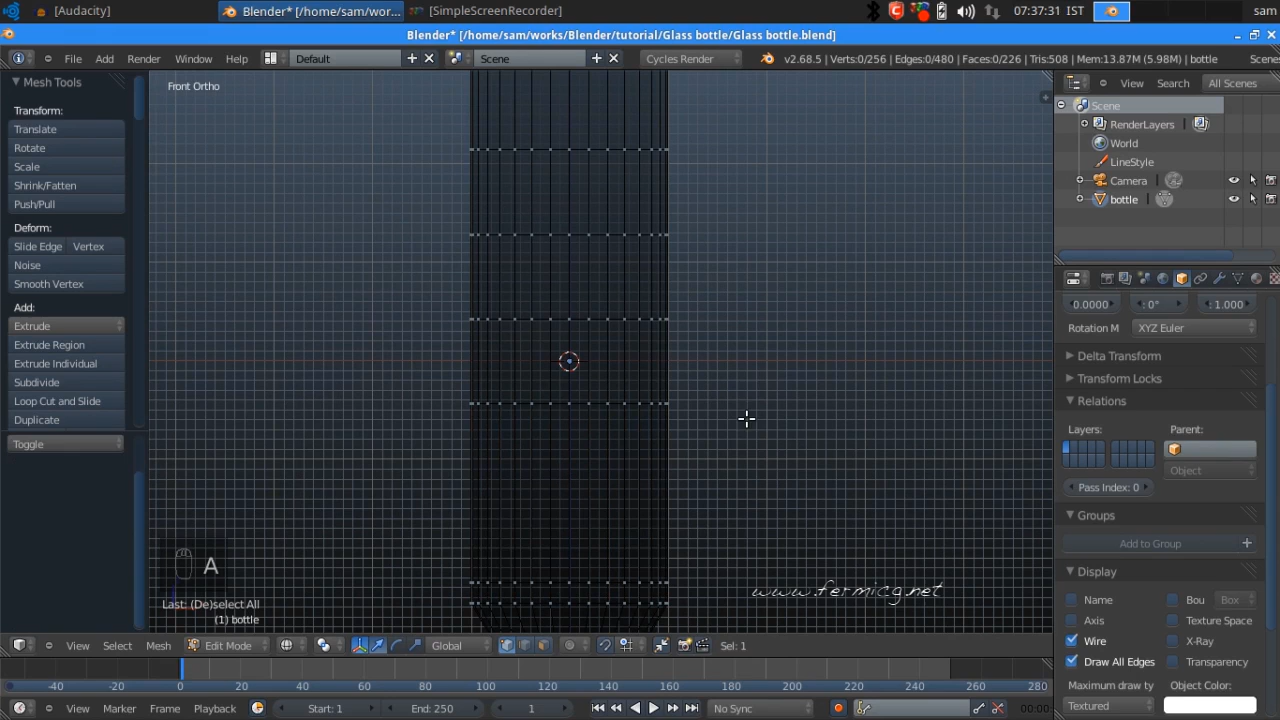 [Audacity]
Blender* [/home/sam/wor...
[SimpleScreenRecorder]
07:37:31 IST
sam
Blender* [/home/sam/works/Blender/tutorial/Glass bottle/Glass bottle.blend]
File Add Render Window Help
Default
Scene
Cycles Render
v2.68.5 | Verts:0/256 | Edges:0/480 | Faces:0/226 | Tris:508 | Mem:13.87M (5.98M) | bottle
Scene
Mesh Tools
Transform:
Translate
Rotate
Scale
Shrink/Fatten
Push/Pull
Deform:
Slide Edge Vertex
Noise
Smooth Vertex
Add:
Extrude
Extrude Region
Extrude Individual
Subdivide
Loop Cut and Slide
Duplicate
Toggle
Front Ortho
A
Last: (De)select All
(1) bottle
www.fermicg.net
View Search All Scenes
Scene
RenderLayers
World
LineStyle
Camera
bottle
0.0000 0° 1.000
Rotation M XYZ Euler
Delta Transform
Transform Locks
Relations
Layers: Parent:
Object
Pass Index: 0
Groups
Add to Group
Display
Name Bou Box
Axis Texture Space
Wire X-Ray
Draw All Edges Transparency
Maximum draw ty Object Color:
Textured
View Select Mesh Edit Mode Global Sel: 1
-40 -20 0 20 40 60 80 100 120 140 160 180 200 220 240 260 280
View Marker Frame Playback Start: 1 End: 250 1 No Sync
00:00